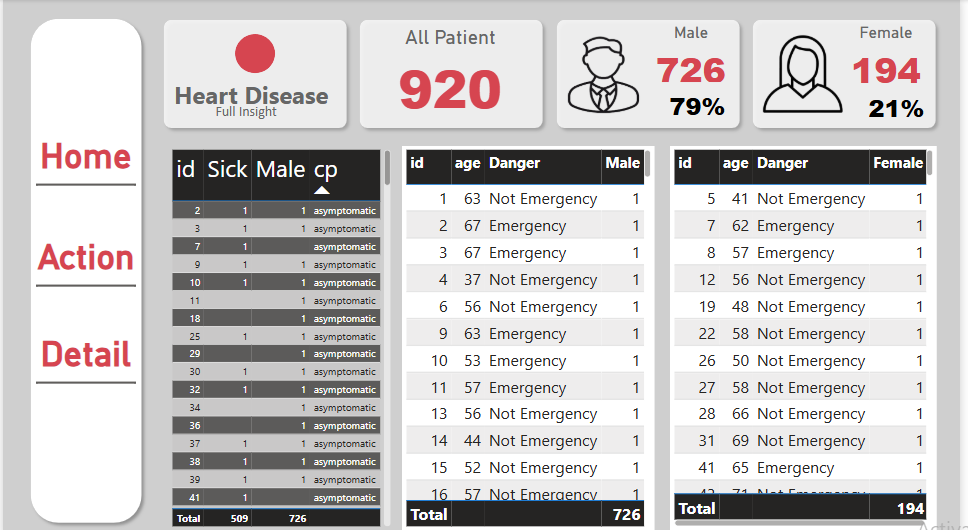 Home
Action
Detail
Heart Disease
Full Insight
All Patient
920
Male
726
79%
Female
194
21%
id Sick Male cp
2 1 1 asymptomatic
3 1 1 asymptomatic
7 1 asymptomatic
9 1 1 asymptomatic
10 1 1 asymptomatic
11 1 asymptomatic
18 1 asymptomatic
25 1 1 asymptomatic
29 1 asymptomatic
30 1 1 asymptomatic
32 1 1 asymptomatic
34 1 asymptomatic
36 1 asymptomatic
37 1 1 asymptomatic
38 1 1 asymptomatic
39 1 1 asymptomatic
41 1 asymptomatic
Total 509 726
id age Danger Male
1 63 Not Emergency 1
2 67 Emergency 1
3 67 Emergency 1
4 37 Not Emergency 1
6 56 Not Emergency 1
9 63 Emergency 1
10 53 Emergency 1
11 57 Emergency 1
13 56 Not Emergency 1
14 44 Not Emergency 1
15 52 Not Emergency 1
16 57 Not Emergency 1
Total 726
id age Danger Female
5 41 Not Emergency 1
7 62 Emergency 1
8 57 Emergency 1
12 56 Not Emergency 1
19 48 Not Emergency 1
22 58 Not Emergency 1
26 50 Not Emergency 1
27 58 Not Emergency 1
28 66 Not Emergency 1
31 69 Not Emergency 1
41 65 Emergency 1
71 Not Emergency 1
Total 194